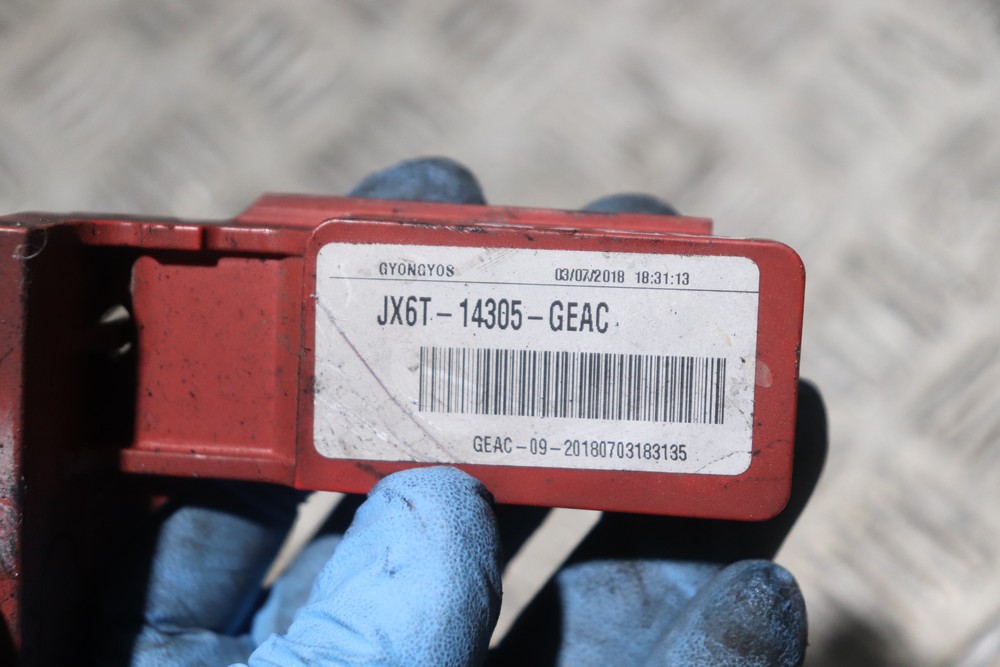 GYONGYOS 03/07/2018 18:31:13
JX6T-14305-GEAC
GEAC-09-20180703183135